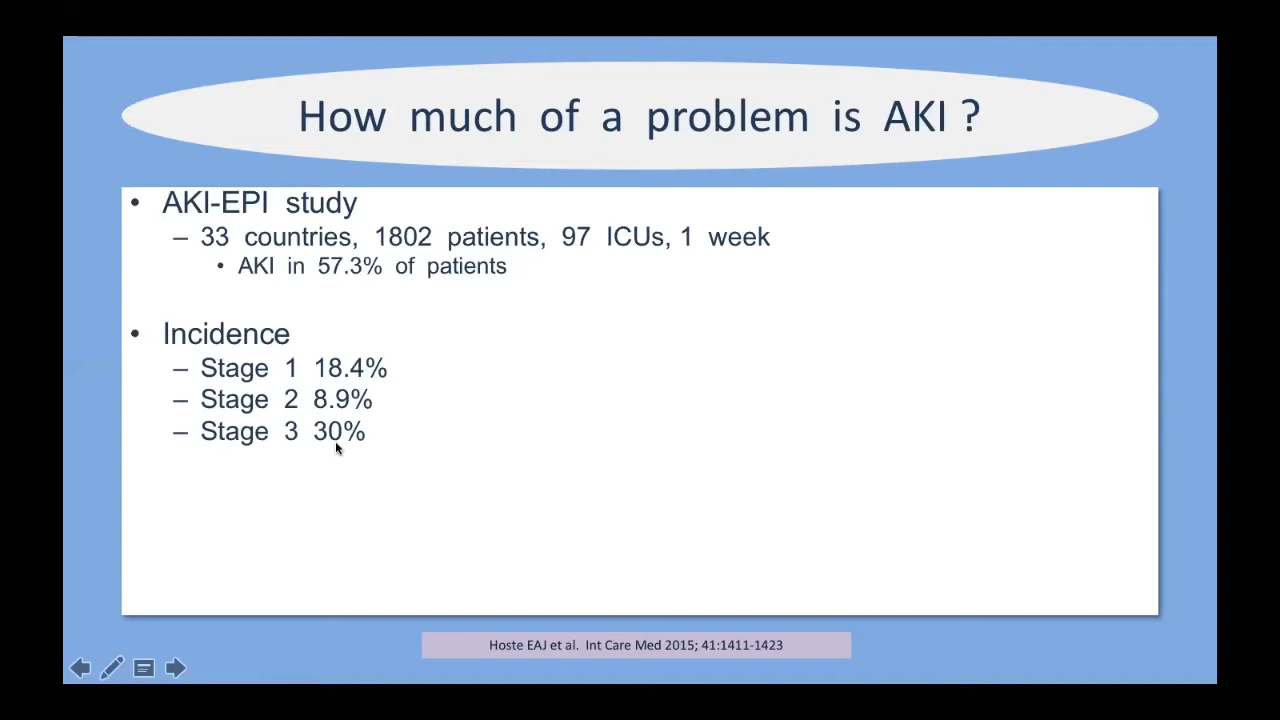 How much of a problem is AKI ?
• AKI-EPI study
– 33 countries, 1802 patients, 97 ICUs, 1 week
• AKI in 57.3% of patients
• Incidence
– Stage 1 18.4%
– Stage 2 8.9%
– Stage 3 30%
Hoste EAJ et al. Int Care Med 2015; 41:1411-1423